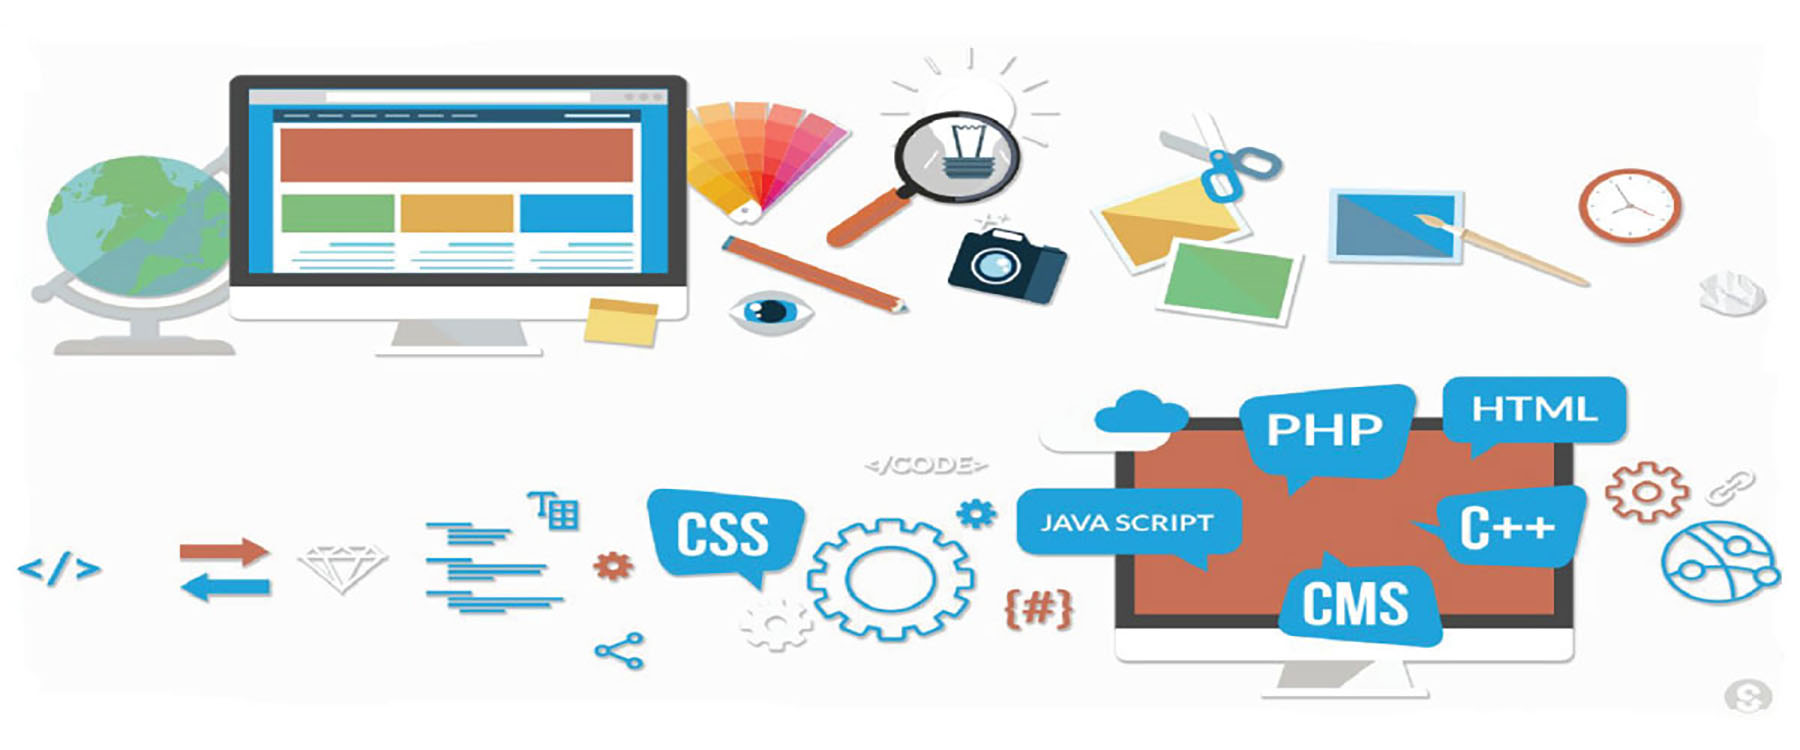 PHP
HTML
</CODE>
CSS
JAVA SCRIPT
C++
</>
{#}
CMS
T
S